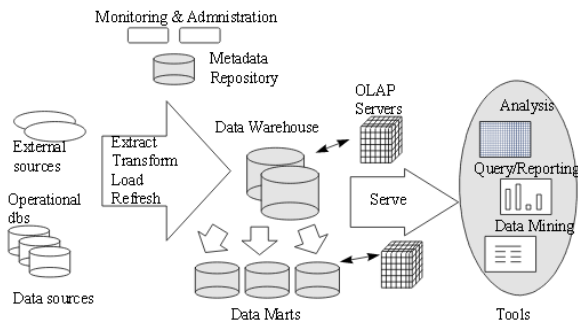 Monitoring & Admnistration
Metadata
Repository
OLAP
Servers
Data Warehouse
External
sources
Extract
Transform
Load
Refresh
Operational
dbs
Serve
Analysis
Query/Reporting
Data Mining
Data sources
Data Marts
Tools